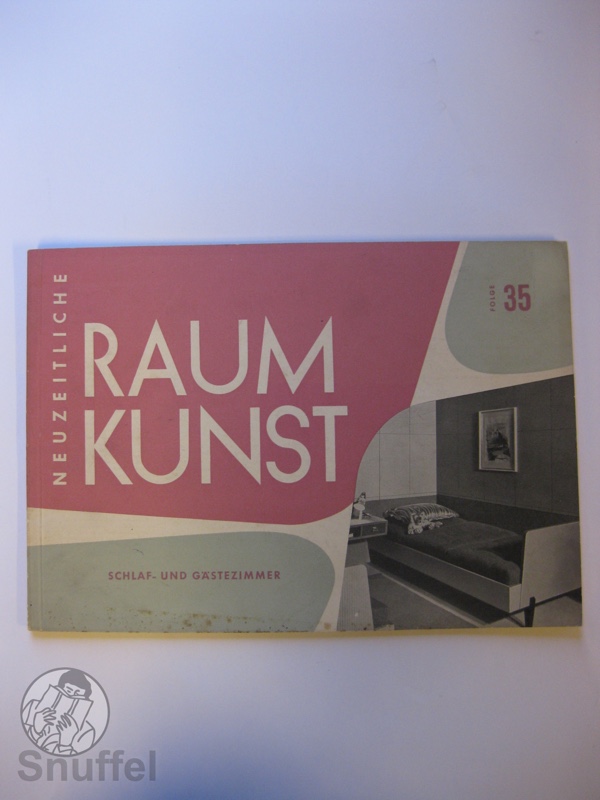 NEUZEITLICHE
RAUM
KUNST
FOLGE 35
SCHLAF- UND GÄSTEZIMMER
Snuffel